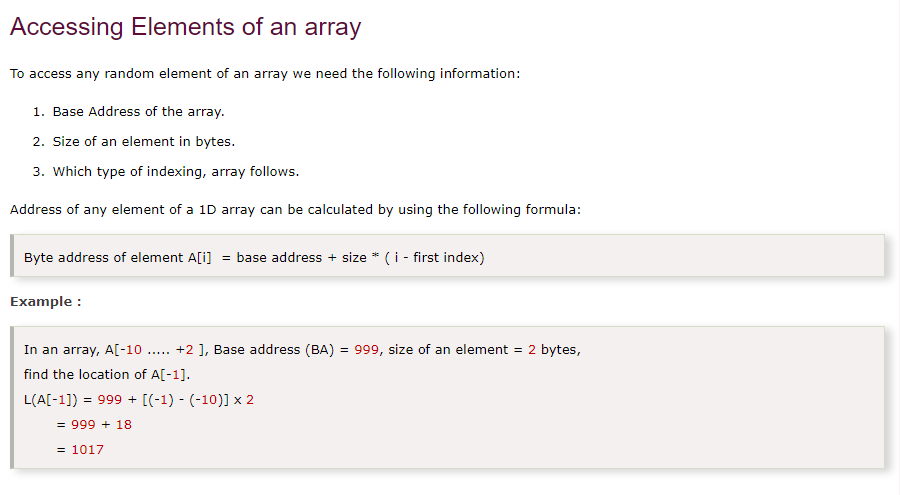 Accessing Elements of an array
To access any random element of an array we need the following information:
1. Base Address of the array.
2. Size of an element in bytes.
3. Which type of indexing, array follows.
Address of any element of a 1D array can be calculated by using the following formula:
Byte address of element A[i]  = base address + size * ( i - first index)
Example :
In an array, A[-10 ..... +2 ], Base address (BA) = 999, size of an element = 2 bytes,
find the location of A[-1].
L(A[-1]) = 999 + [(-1) - (-10)] x 2
= 999 + 18
= 1017